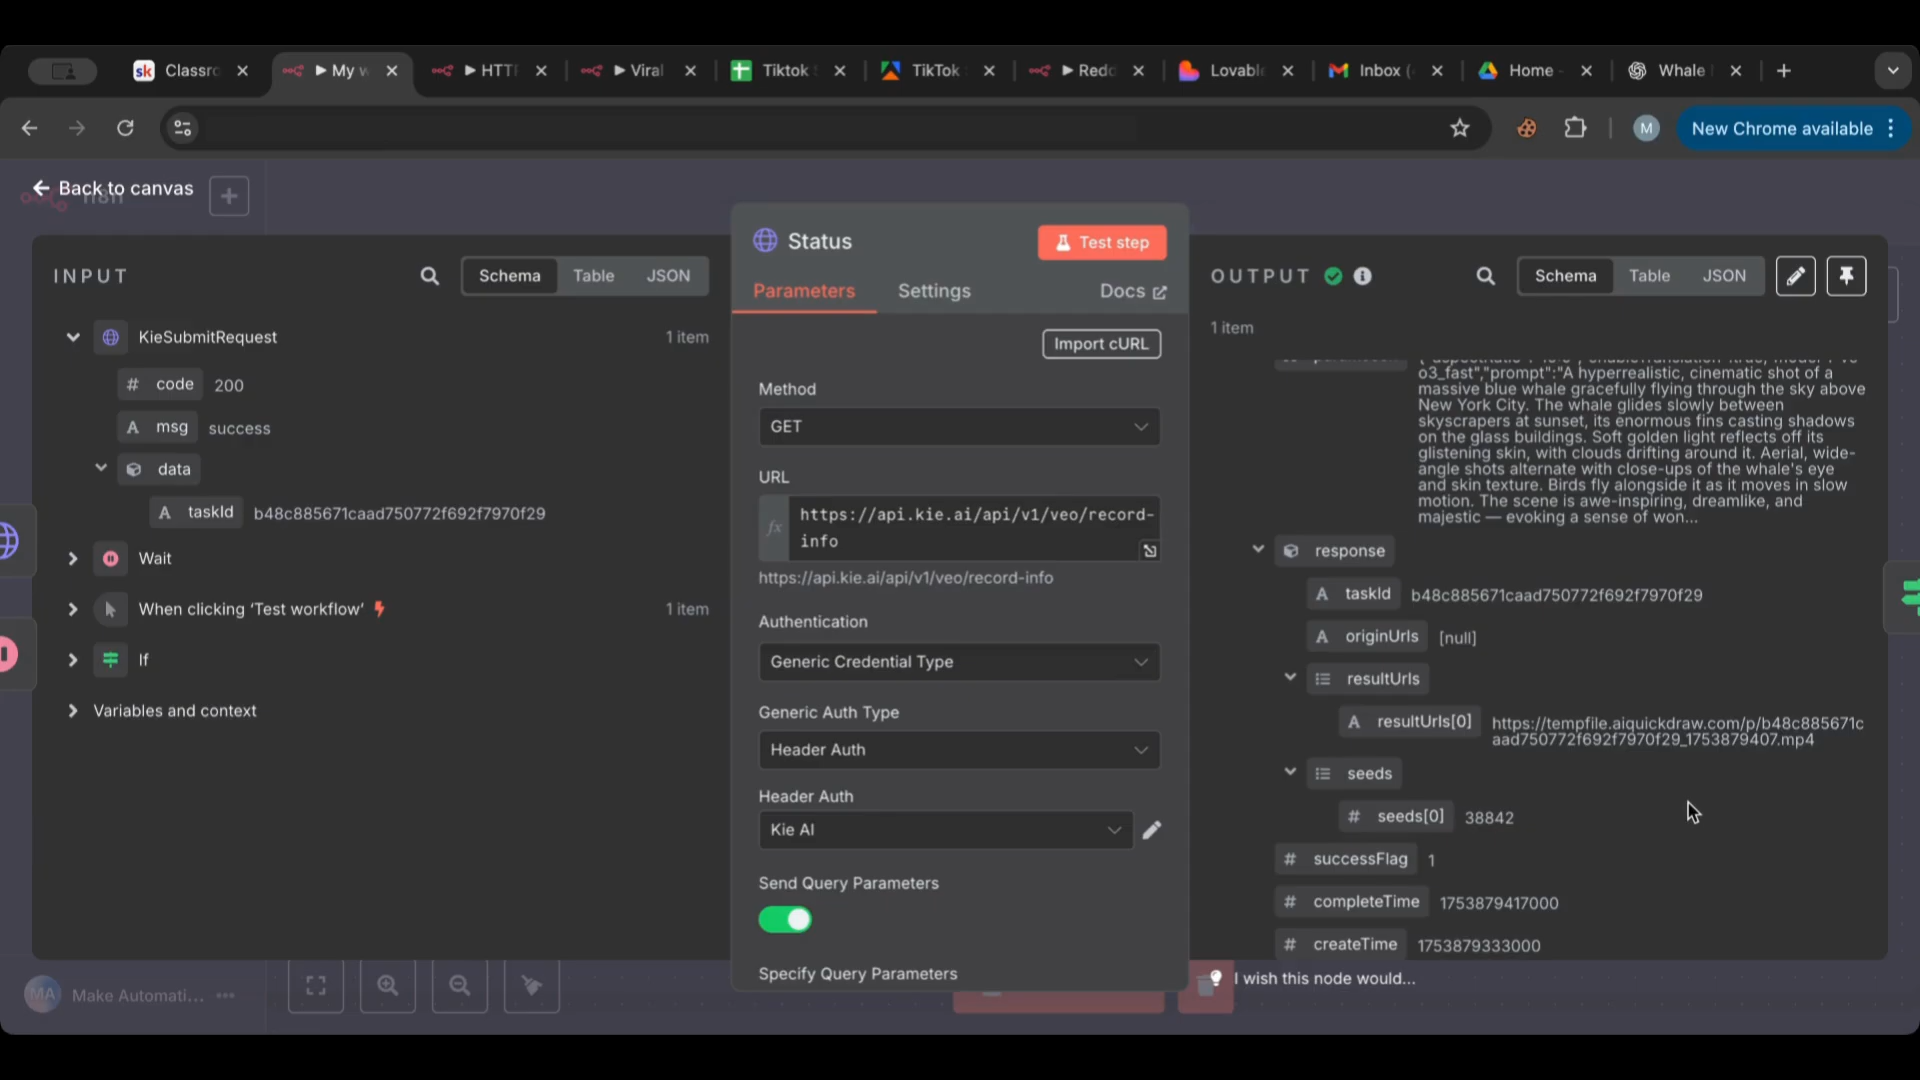 Classro
My w
HTTP
Viral
Tiktok
TikTok
Redd
Lovable
Inbox (
Home -
Whale
M
New Chrome available
Back to canvas
n8n
INPUT
Schema
Table
JSON
KieSubmitRequest
1 item
# code 200
A msg success
data
A taskId b48c885671caad750772f692f7970f29
Wait
When clicking ‘Test workflow’
1 item
If
Variables and context
Status
Test step
Parameters
Settings
Docs
Import cURL
Method
GET
URL
fx
https://api.kie.ai/api/v1/veo/record-
info
https://api.kie.ai/api/v1/veo/record-info
Authentication
Generic Credential Type
Generic Auth Type
Header Auth
Header Auth
Kie AI
Send Query Parameters
Specify Query Parameters
OUTPUT
Schema
Table
JSON
1 item
o3_fast","prompt":"A hyperrealistic, cinematic shot of a
massive blue whale gracefully flying through the sky above
New York City. The whale glides slowly between
skyscrapers at sunset, its enormous fins casting shadows
on the glass buildings. Soft golden light reflects off its
glistening skin, with clouds drifting around it. Aerial, wide-
angle shots alternate with close-ups of the whale's eye
and skin texture. Birds fly alongside it as it moves in slow
motion. The scene is awe-inspiring, dreamlike, and
majestic — evoking a sense of won...
response
A taskId b48c885671caad750772f692f7970f29
A originUrls [null]
resultUrls
A resultUrls[0] https://tempfile.aiquickdraw.com/p/b48c885671c
aad750772f692f7970f29_1753879407.mp4
seeds
# seeds[0] 38842
# successFlag 1
# completeTime 1753879417000
# createTime 1753879333000
I wish this node would...
MA
Make Automati...